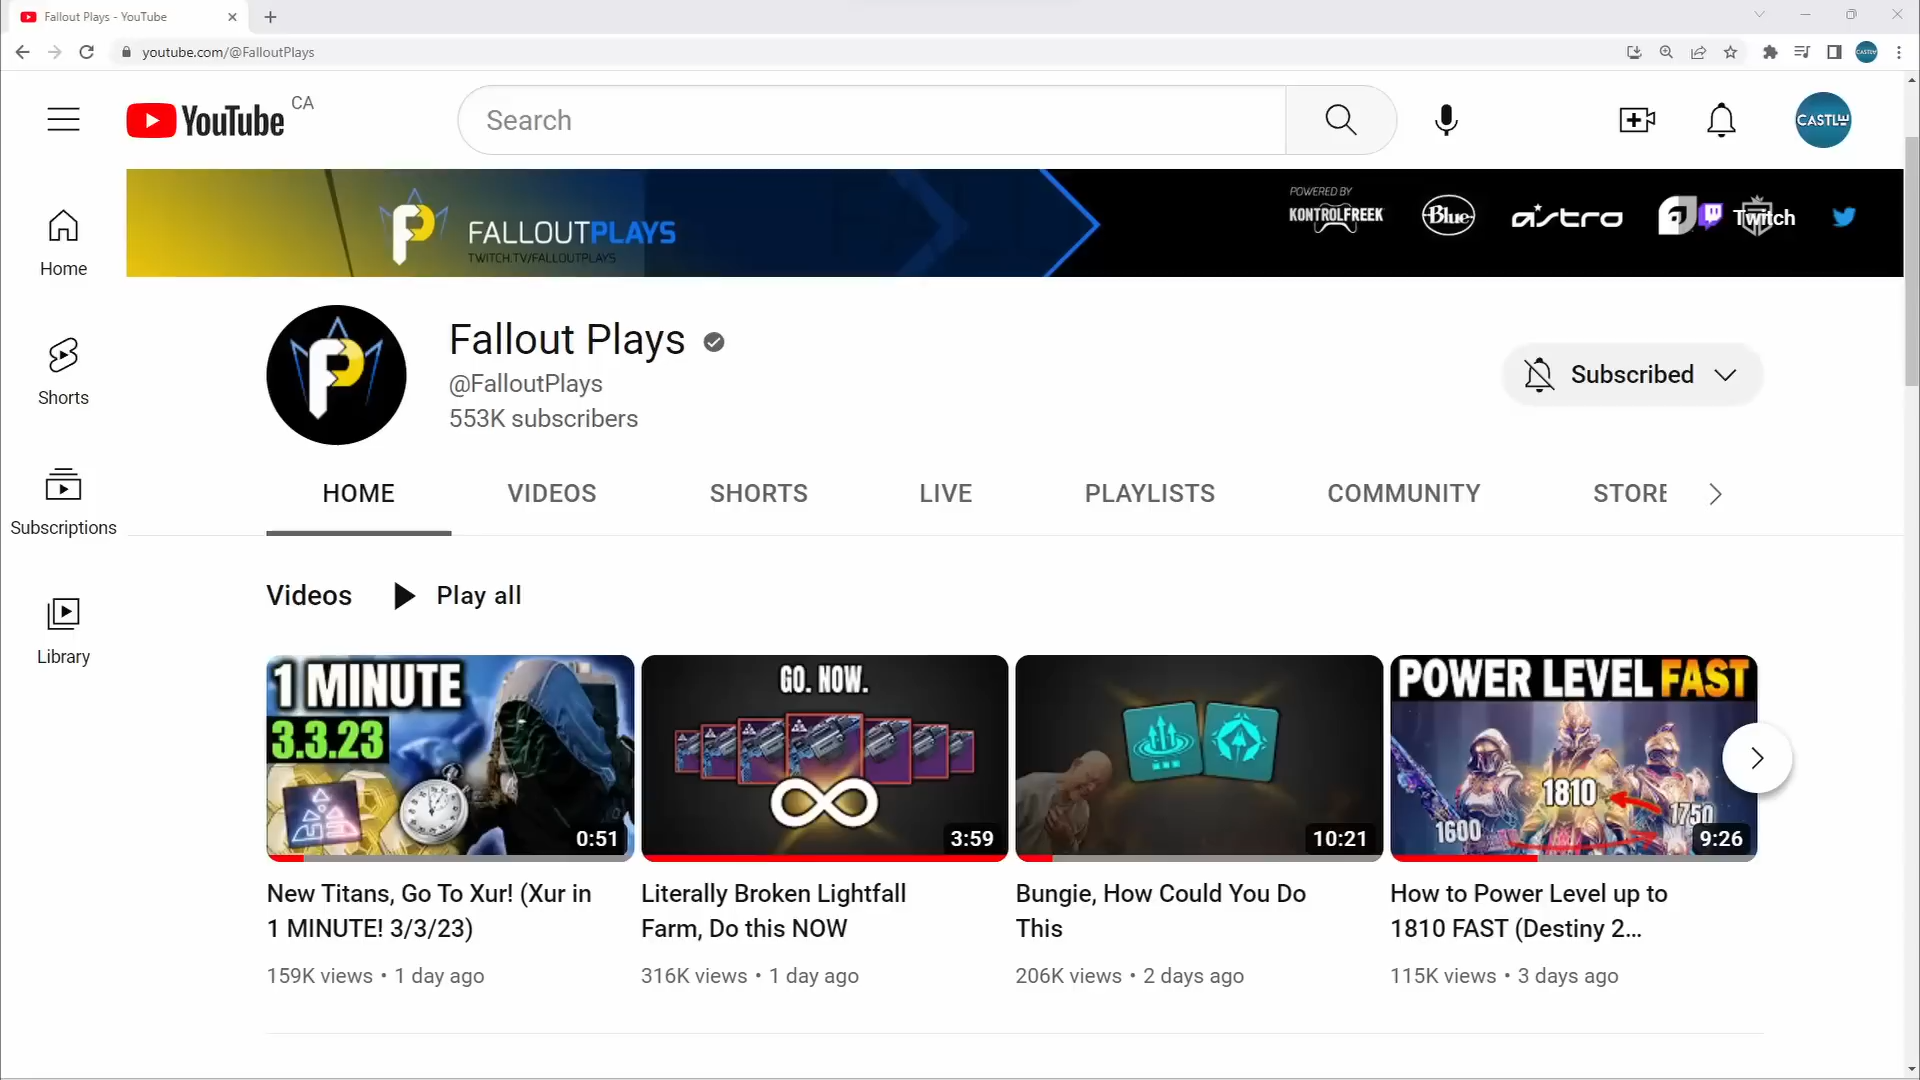 Fallout Plays - YouTube
youtube.com/@FalloutPlays
CASTLE
YouTube CA
Search
CASTLE
FALLOUTPLAYS
TWITCH.TV/FALLOUTPLAYS
POWERED BY
KONTROLFREEK
Blue
ASTRO
Twitch
Home
Shorts
Subscriptions
Library
Fallout Plays
@FalloutPlays
553K subscribers
Subscribed
HOME
VIDEOS
SHORTS
LIVE
PLAYLISTS
COMMUNITY
STORE
Videos
Play all
1 MINUTE
3.3.23
0:51
New Titans, Go To Xur! (Xur in
1 MINUTE! 3/3/23)
159K views • 1 day ago
GO. NOW.
3:59
Literally Broken Lightfall
Farm, Do this NOW
316K views • 1 day ago
10:21
Bungie, How Could You Do
This
206K views • 2 days ago
POWER LEVEL FAST
1810
1750
1600
9:26
How to Power Level up to
1810 FAST (Destiny 2...
115K views • 3 days ago